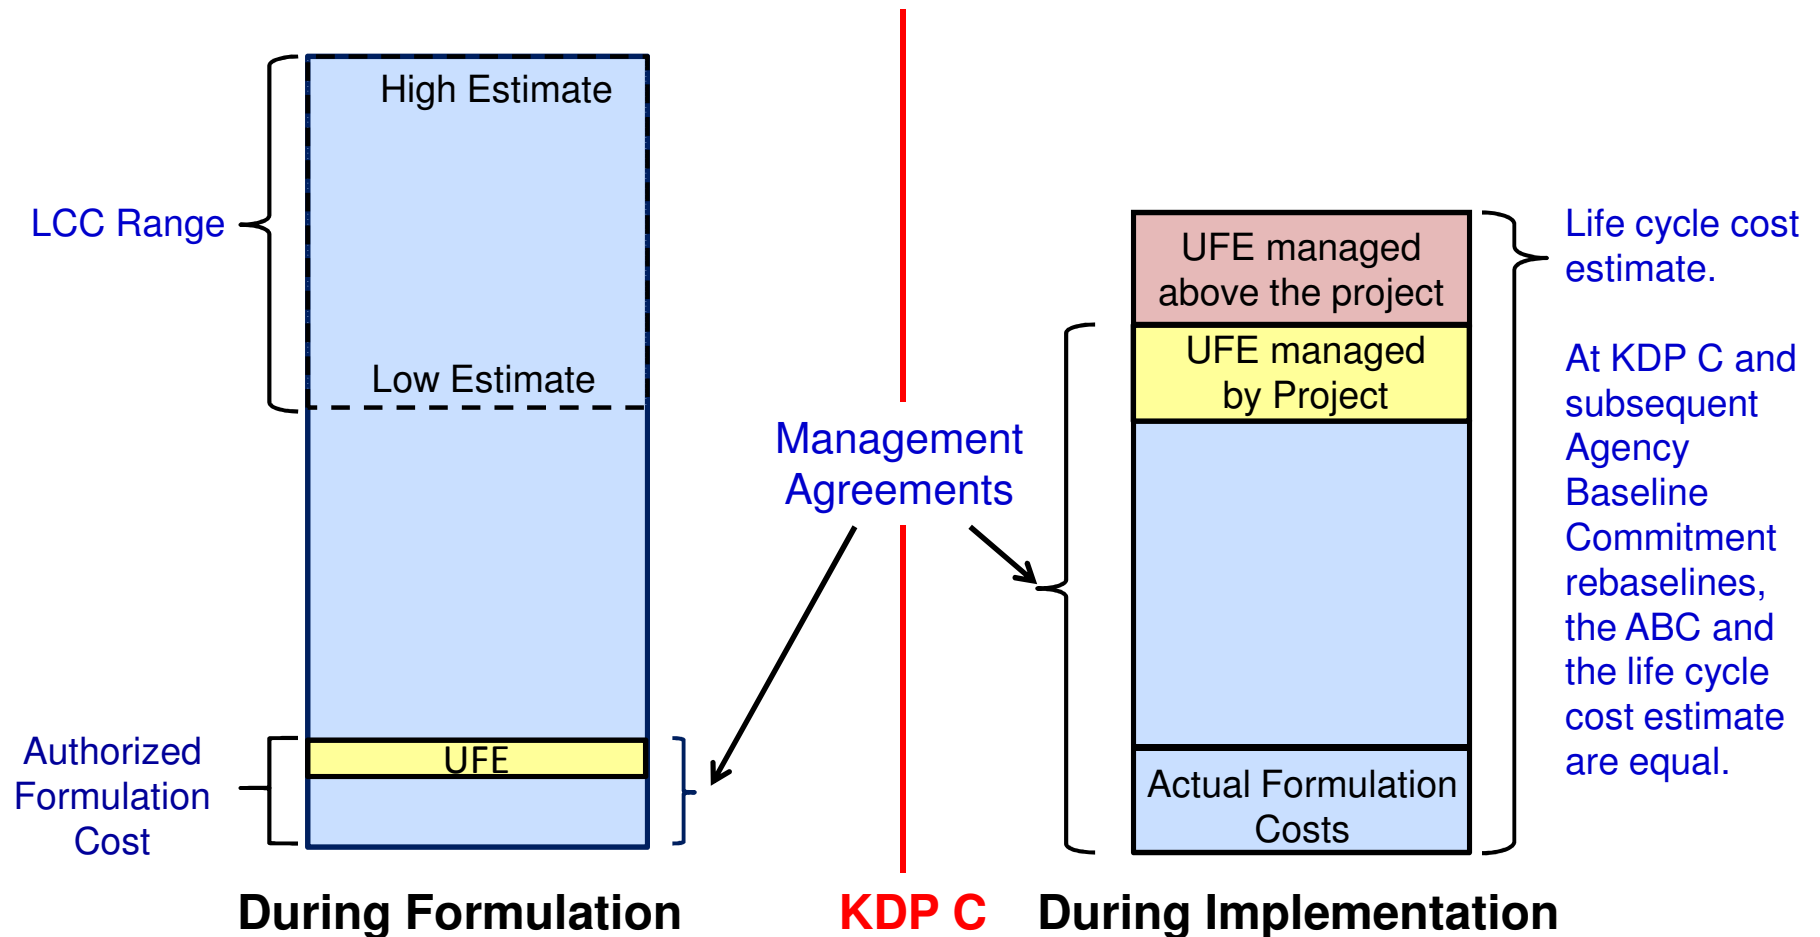 High Estimate
LCC Range
Low Estimate
UFE
Authorized
Formulation
Cost
During Formulation
Management
Agreements
KDP C
UFE managed
above the project
UFE managed
by Project
Actual Formulation
Costs
During Implementation
Life cycle cost
estimate.
At KDP C and
subsequent
Agency
Baseline
Commitment
rebaselines,
the ABC and
the life cycle
cost estimate
are equal.